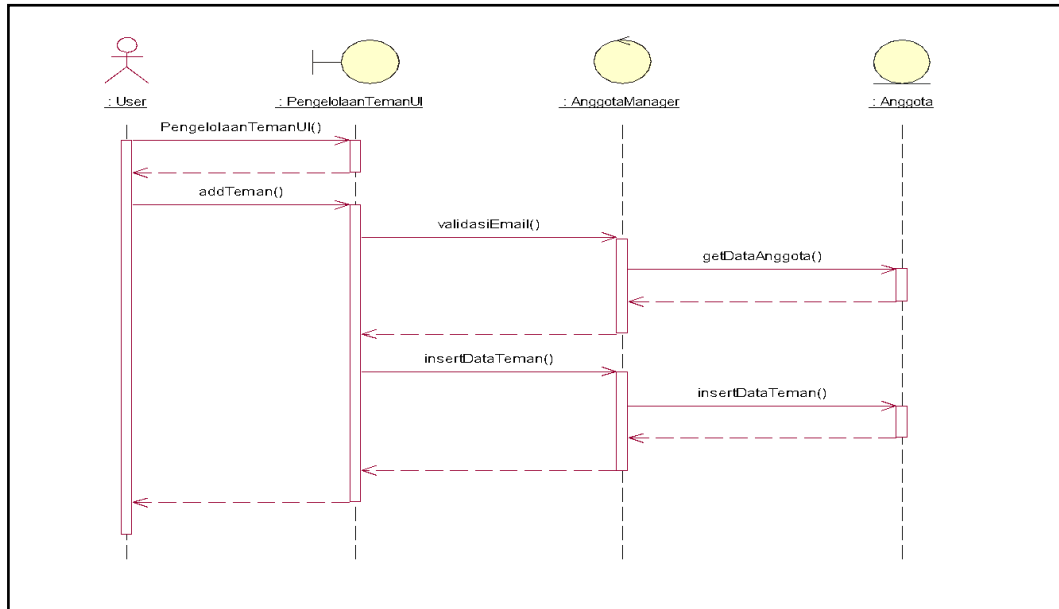 : User
: PengelolaanTemanUI
: AnggotaManager
: Anggota
PengelolaanTemanUI()
addTeman()
validasiEmail()
getDataAnggota()
insertDataTeman()
insertDataTeman()